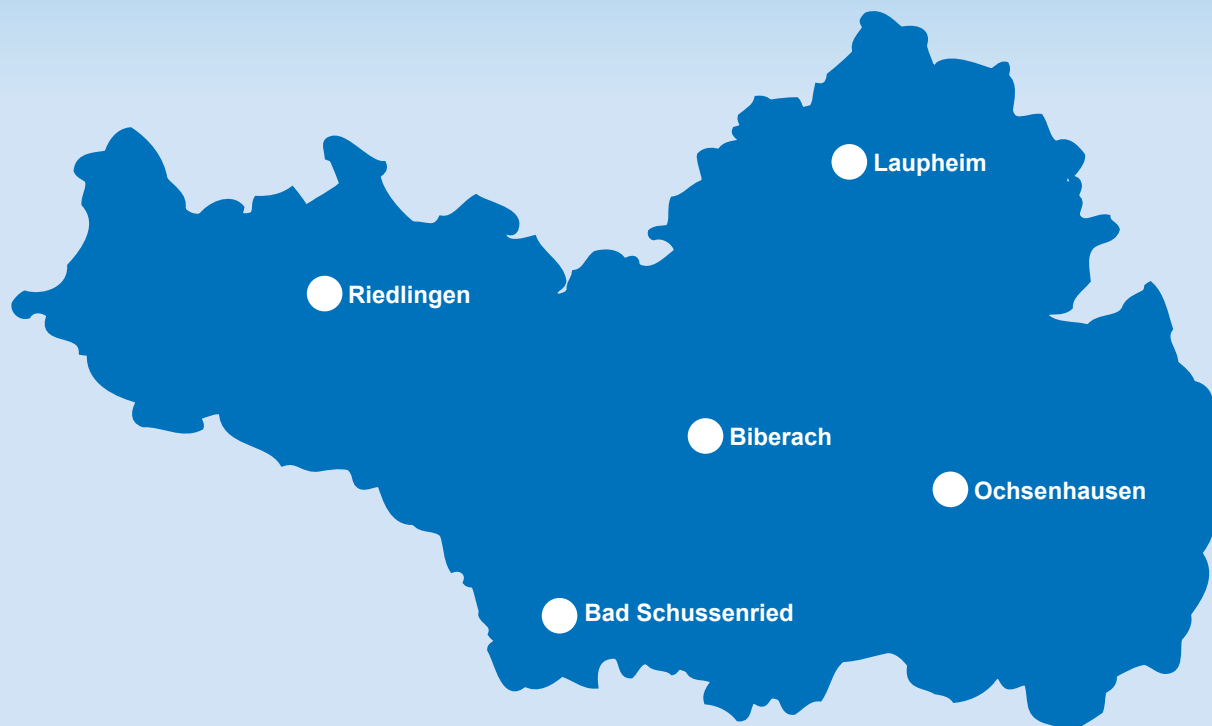 Laupheim
Riedlingen
Biberach
Ochsenhausen
Bad Schussenried